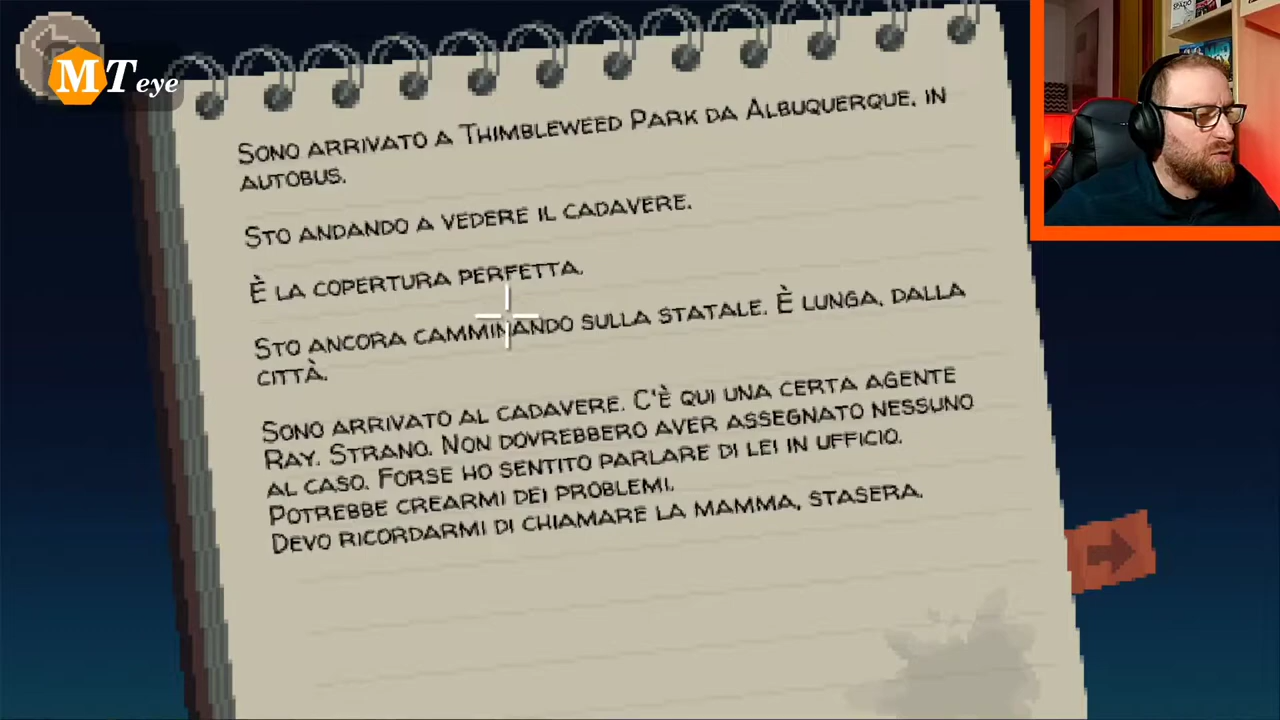 MTeye
SONO ARRIVATO A THIMBLEWEED PARK DA ALBUQUERQUE, IN
AUTOBUS.
STO ANDANDO A VEDERE IL CADAVERE.
È LA COPERTURA PERFETTA.
STO ANCORA CAMMINANDO SULLA STATALE. È LUNGA, DALLA
CITTÀ.
SONO ARRIVATO AL CADAVERE. C'È QUI UNA CERTA AGENTE
RAY. STRANO. NON DOVREBBERO AVER ASSEGNATO NESSUNO
AL CASO. FORSE HO SENTITO PARLARE DI LEI IN UFFICIO.
POTREBBE CREARMI DEI PROBLEMI.
DEVO RICORDARMI DI CHIAMARE LA MAMMA, STASERA.